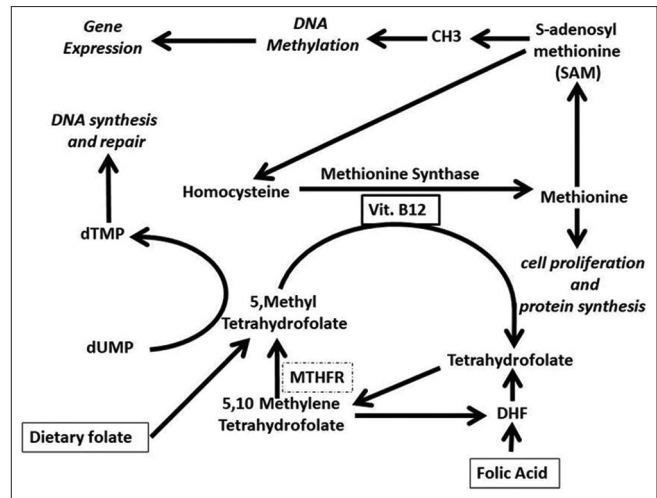 Gene
Expression
DNA
Methylation
CH3
S-adenosyl
methionine
(SAM)
DNA synthesis
and repair
Homocysteine
Methionine Synthase
Vit. B12
Methionine
dTMP
cell proliferation
and
protein synthesis
5,Methyl
Tetrahydrofolate
dUMP
Tetrahydrofolate
MTHFR
5,10 Methylene
Tetrahydrofolate
DHF
Dietary folate
Folic Acid